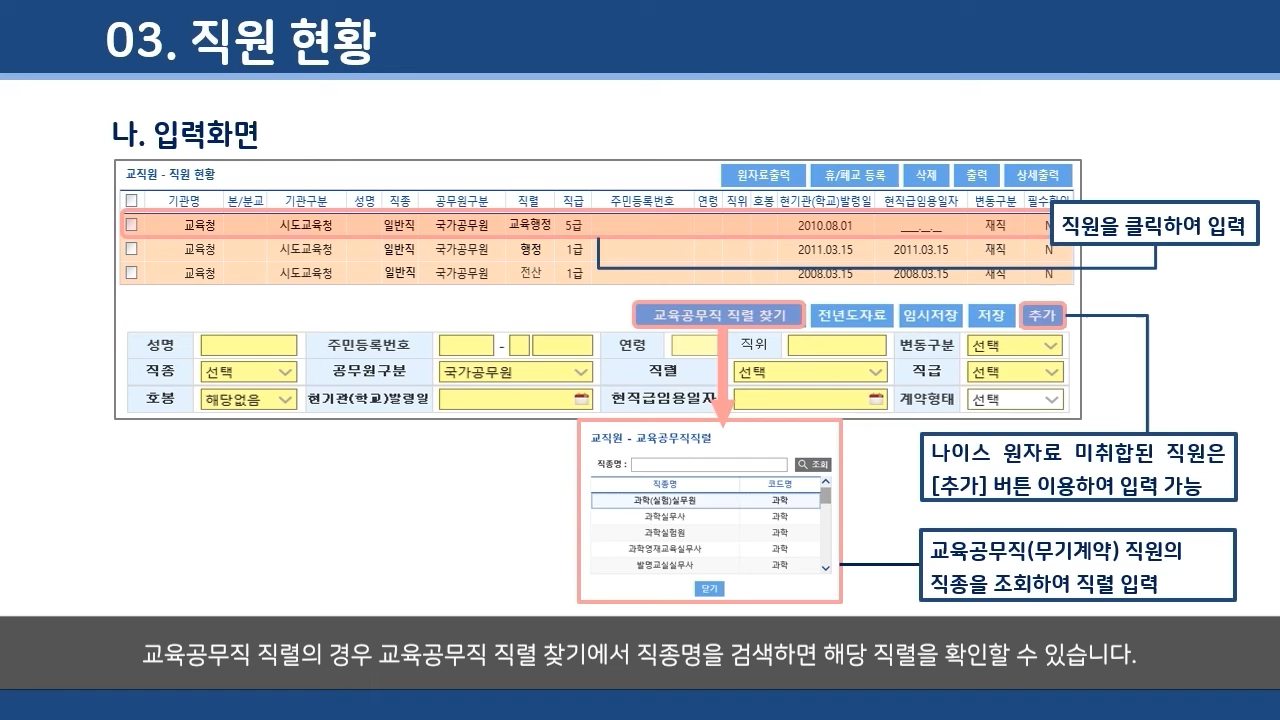 03. 직원 현황
나. 입력화면
교직원 - 직원 현황
원자료출력 휴/폐교 등록 삭제 출력 상세출력
기관명 본/분교 기관구분 성명 직종 공무원구분 직렬 직급 주민등록번호 연령 직위 호봉 현기관(학교)발령일 현직급임용일자 변동구분
교육청 시도교육청 일반직 국가공무원 교육행정 5급 2010.08.01 ____.__.__ 재직
직원을 클릭하여 입력
교육청 시도교육청 일반직 국가공무원 행정 1급 2011.03.15 2011.03.15 재직 N
교육청 시도교육청 일반직 국가공무원 전산 1급 2008.03.15 2008.03.15 재직 N
교육공무직 직렬 찾기 전년도자료 임시저장 저장 추가
성명 주민등록번호 - 연령 직위 변동구분 선택
직종 선택 공무원구분 국가공무원 직렬 선택 직급 선택
호봉 해당없음 현기관(학교)발령일 현직급임용일자 계약형태 선택
교직원 - 교육공무직직렬
직종명 : 조회
직종명 코드명
과학(실험)실무원 과학
과학실무사 과학
과학실험원 과학
과학영재교육실무사 과학
발명교실실무사 과학
닫기
나이스 원자료 미취합된 직원은
[추가] 버튼 이용하여 입력 가능
교육공무직(무기계약) 직원의
직종을 조회하여 직렬 입력
교육공무직 직렬의 경우 교육공무직 직렬 찾기에서 직종명을 검색하면 해당 직렬을 확인할 수 있습니다.